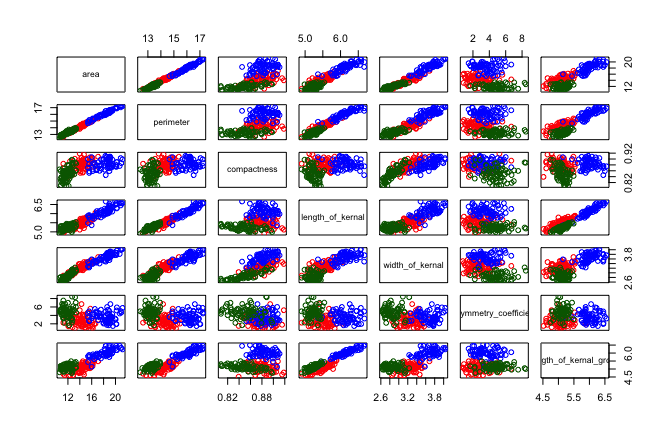 13 15 17
5.0 6.0
2 4 6 8
area
12 16 20
13 17
perimeter
compactness
0.82 0.92
5.0 6.5
length_of_kernal
width_of_kernal
2.6 3.8
2 6
ymmetry_coefficie
gth_of_kernal_gro
4.5 6.0
12 16 20
0.82 0.88
2.6 3.2 3.8
4.5 5.5 6.5